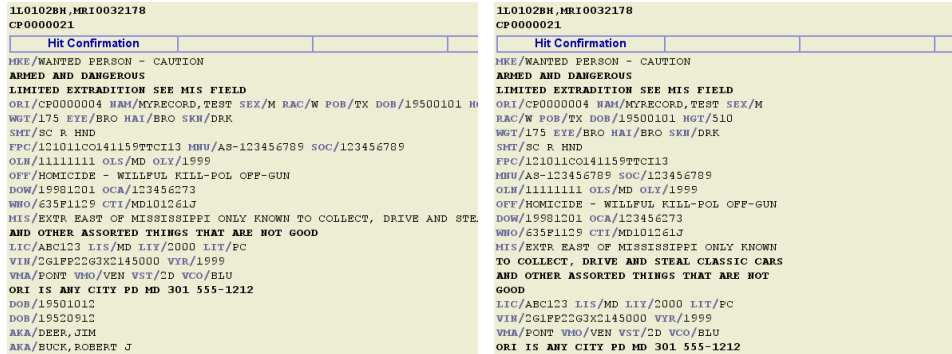 1L0102BH,MRI0032178
CP0000021
Hit Confirmation
MKE/WANTED PERSON - CAUTION
ARMED AND DANGEROUS
LIMITED EXTRADITION SEE MIS FIELD
ORI/CP0000004 NAM/MYRECORD,TEST SEX/M RAC/W POB/TX DOB/19500101
WGT/175 EYE/BRO HAI/BRO SKN/DRK
SMT/SC R HND
FPC/121011CO141159TTCI13 MNU/AS-123456789 SOC/123456789
OLN/11111111 OLS/MD OLY/1999
OFF/HOMICIDE - WILLFUL KILL-POL OFF-GUN
DOW/19981201 OCA/123456273
WNO/635F1129 CTI/MD101261J
MIS/EXTR EAST OF MISSISSIPPI ONLY KNOWN TO COLLECT, DRIVE AND
AND OTHER ASSORTED THINGS THAT ARE NOT GOOD
LIC/ABC123 LIS/MD LIY/2000 LIT/PC
VIN/2G1FP22G3X2145000 VYR/1999
VMA/PONT VMO/VEN VST/2D VCO/BLU
ORI IS ANY CITY PD MD 301 555-1212
DOB/19501012
DOB/19520912
AKA/DEER,JIM
AKA/BUCK,ROBERT J
1L0102BH,MRI0032178
CP0000021
Hit Confirmation
MKE/WANTED PERSON - CAUTION
ARMED AND DANGEROUS
LIMITED EXTRADITION SEE MIS FIELD
ORI/CP0000004 NAM/MYRECORD,TEST SEX/M
RAC/W POB/TX DOB/19500101 HGT/510
WGT/175 EYE/BRO HAI/BRO SKN/DRK
SMT/SC R HND
FPC/121011CO141159TTCI13
MNU/AS-123456789 SOC/123456789
OLN/11111111 OLS/MD OLY/1999
OFF/HOMICIDE - WILLFUL KILL-POL OFF-GUN
DOW/19981201 OCA/123456273
WNO/635F1129 CTI/MD101261J
MIS/EXTR EAST OF MISSISSIPPI ONLY KNOWN
TO COLLECT, DRIVE AND STEAL CLASSIC CARS
AND OTHER ASSORTED THINGS THAT ARE NOT
GOOD
LIC/ABC123 LIS/MD LIY/2000 LIT/PC
VIN/2G1FP22G3X2145000 VYR/1999
VMA/PONT VMO/VEN VST/2D VCO/BLU
ORI IS ANY CITY PD MD 301 555-1212